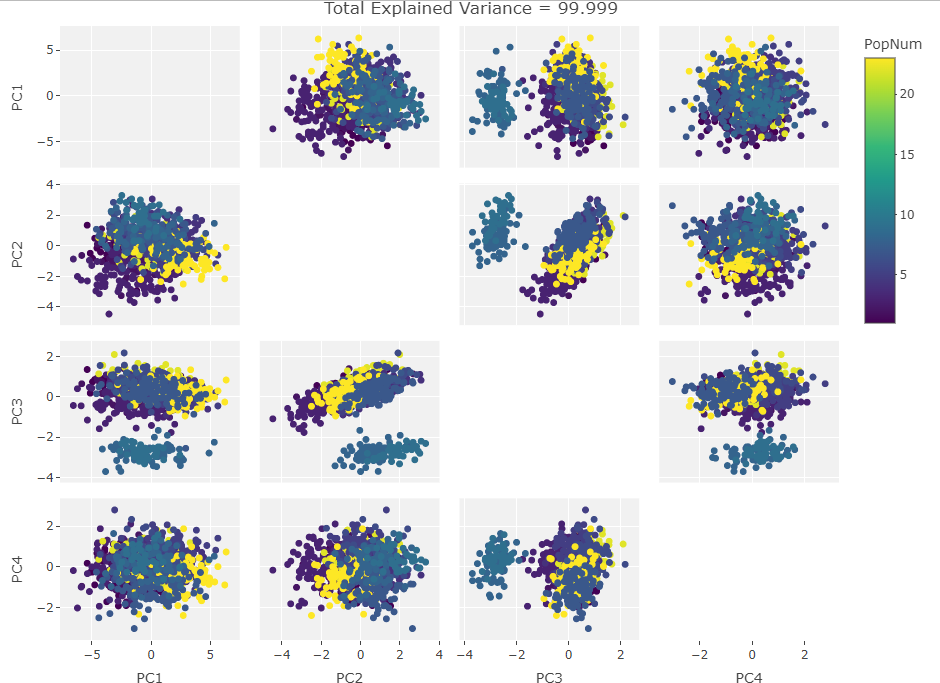 Total Explained Variance = 99.999
PopNum
PC1
5
0
−5
20
15
10
5
PC2
4
2
0
−2
−4
PC3
2
0
−2
−4
PC4
2
0
−2
−5 0 5 −4 −2 0 2 4 −4 −2 0 2 −2 0 2
PC1 PC2 PC3 PC4